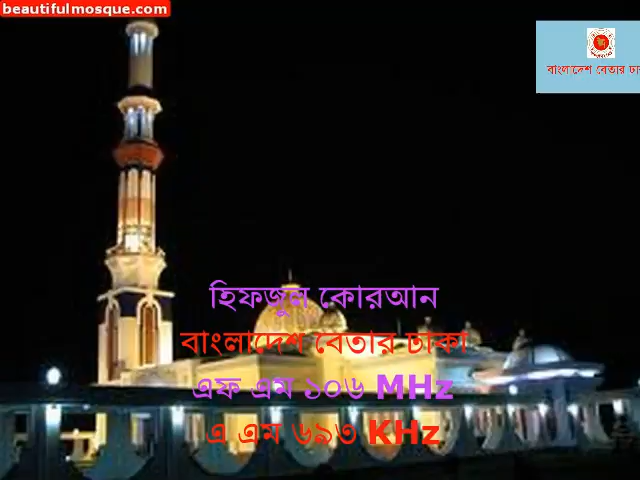 beautifulmosque.com
বাংলাদেশ বেতার ঢাকা
হিফজুল কোরআন
বাংলাদেশ বেতার ঢাকা
এফ এম ১০৬ MHz
এ এম ৬৯৩ KHz